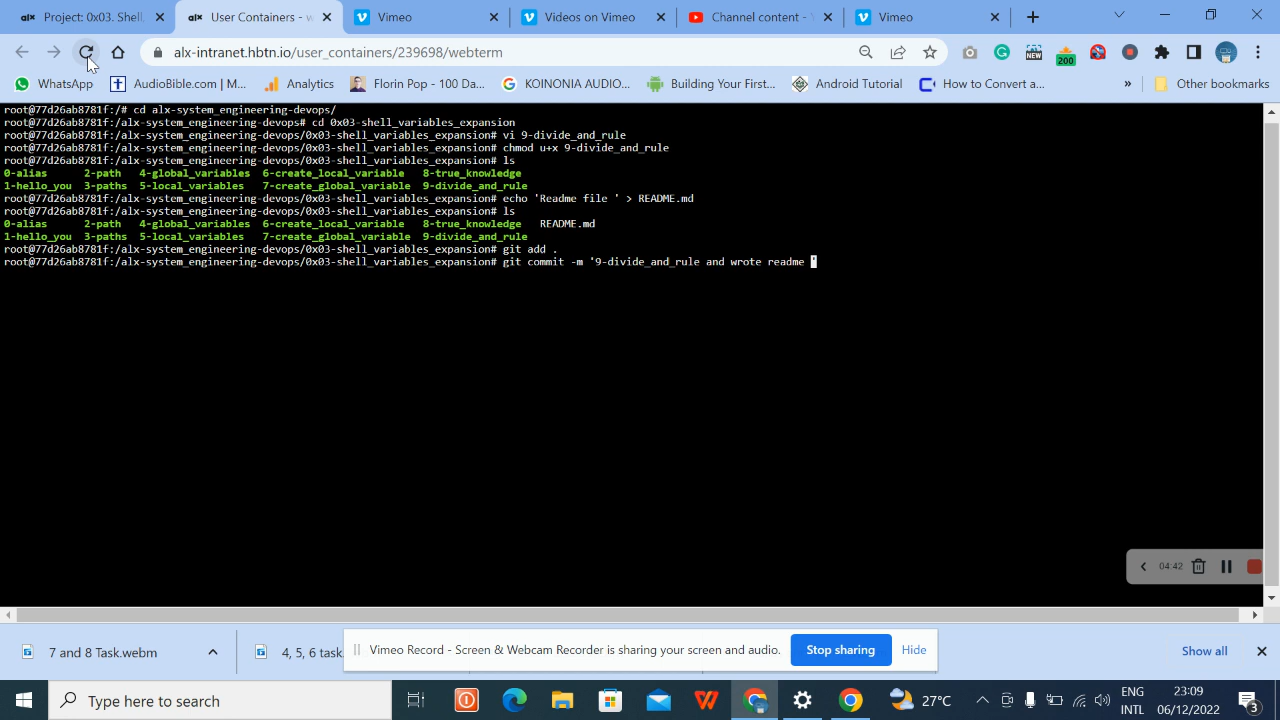 Project: 0x03. Shell,
User Containers - w
Vimeo
Videos on Vimeo
Channel content -
Vimeo
alx-intranet.hbtn.io/user_containers/239698/webterm
NEW
200
WhatsApp
AudioBible.com | M...
Analytics
Florin Pop - 100 Da...
KOINONIA AUDIO...
Building Your First...
Android Tutorial
How to Convert a...
»
Other bookmarks
root@77d26ab8781f:/# cd alx-system_engineering-devops/
root@77d26ab8781f:/alx-system_engineering-devops# cd 0x03-shell_variables_expansion
root@77d26ab8781f:/alx-system_engineering-devops/0x03-shell_variables_expansion# vi 9-divide_and_rule
root@77d26ab8781f:/alx-system_engineering-devops/0x03-shell_variables_expansion# chmod u+x 9-divide_and_rule
root@77d26ab8781f:/alx-system_engineering-devops/0x03-shell_variables_expansion# ls
0-alias 2-path 4-global_variables 6-create_local_variable 8-true_knowledge
1-hello_you 3-paths 5-local_variables 7-create_global_variable 9-divide_and_rule
root@77d26ab8781f:/alx-system_engineering-devops/0x03-shell_variables_expansion# echo 'Readme file ' > README.md
root@77d26ab8781f:/alx-system_engineering-devops/0x03-shell_variables_expansion# ls
0-alias 2-path 4-global_variables 6-create_local_variable 8-true_knowledge README.md
1-hello_you 3-paths 5-local_variables 7-create_global_variable 9-divide_and_rule
root@77d26ab8781f:/alx-system_engineering-devops/0x03-shell_variables_expansion# git add .
root@77d26ab8781f:/alx-system_engineering-devops/0x03-shell_variables_expansion# git commit -m '9-divide_and_rule and wrote readme '
04:42
7 and 8 Task.webm
4, 5, 6 task.
Vimeo Record - Screen & Webcam Recorder is sharing your screen and audio.
Stop sharing
Hide
Show all
Type here to search
27°C
ENG
INTL
23:09
06/12/2022
3